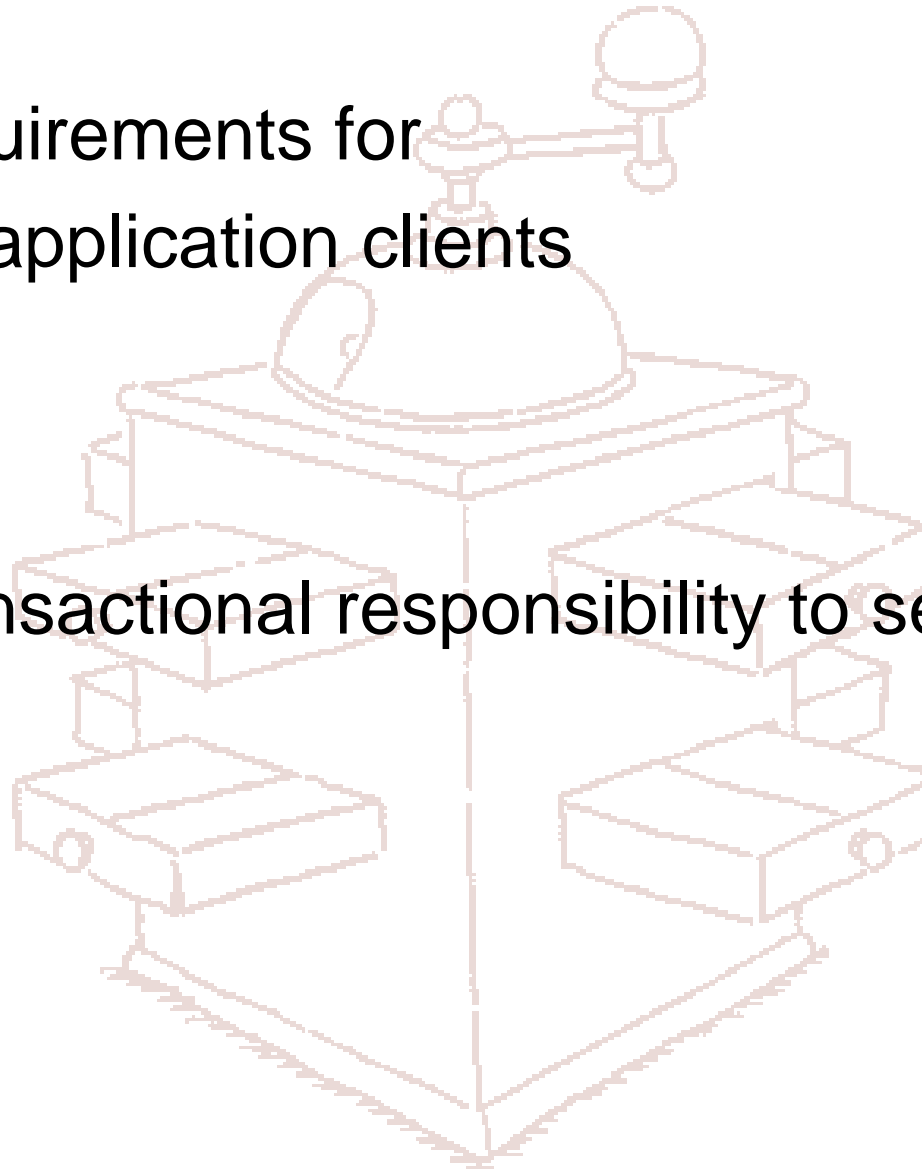 uirements for
application clients
nsactional responsibility to se